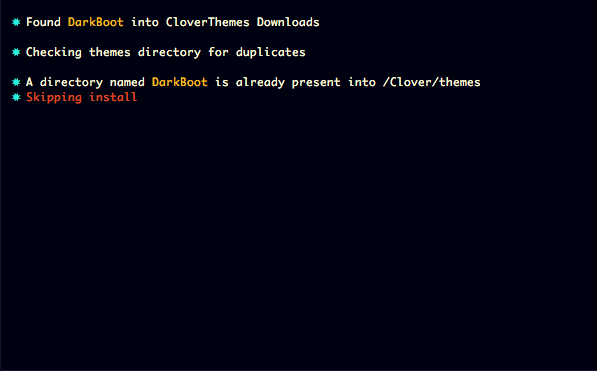 ✸ Found DarkBoot into CloverThemes Downloads
✸ Checking themes directory for duplicates
✸ A directory named DarkBoot is already present into /Clover/themes
✸ Skipping install